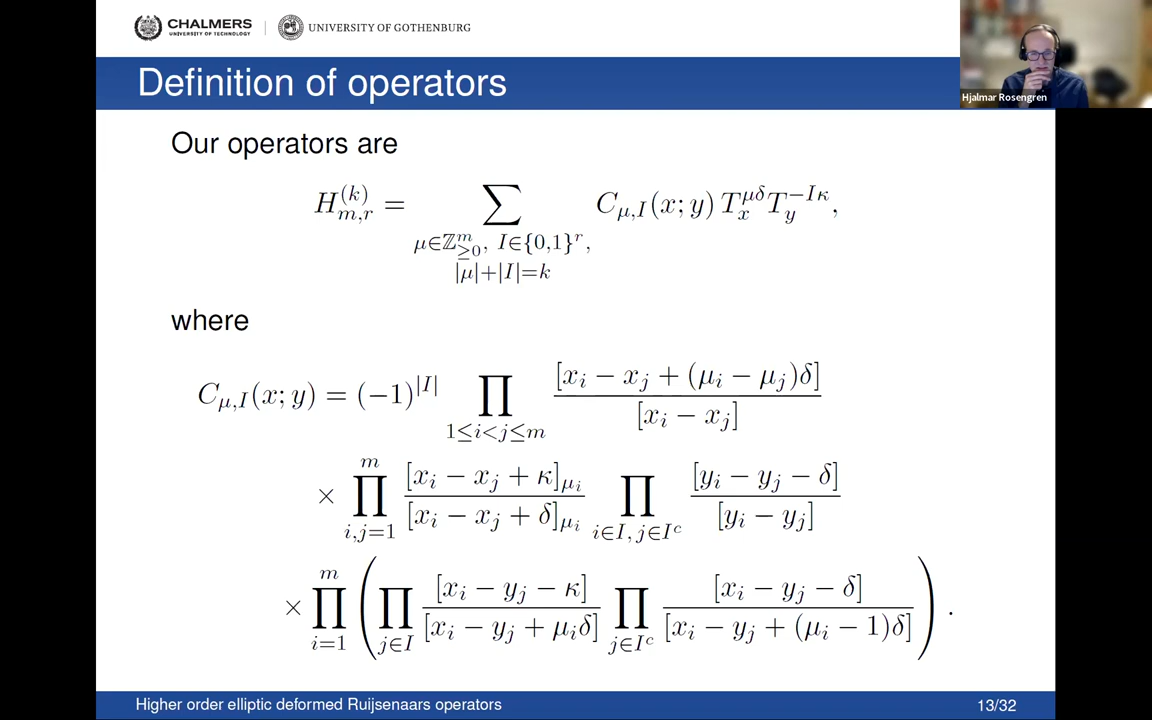 CHALMERS
UNIVERSITY OF TECHNOLOGY
UNIVERSITY OF GOTHENBURG
Hjalmar Rosengren
Definition of operators
Our operators are
H_{m,r}^{(k)} = \sum_{\mu\in\mathbb{Z}_{\geq 0}^m,\ I\in\{0,1\}^r,\ |\mu|+|I|=k} C_{\mu,I}(x;y) T_x^{\mu\delta} T_y^{-I\kappa},
where
C_{\mu,I}(x;y) = (-1)^{|I|} \prod_{1\leq i<j\leq m} \frac{[x_i - x_j + (\mu_i - \mu_j)\delta]}{[x_i - x_j]}
\times \prod_{i,j=1}^m \frac{[x_i - x_j + \kappa]_{\mu_i}}{[x_i - x_j + \delta]_{\mu_i}} \prod_{i\in I, j\in I^c} \frac{[y_i - y_j - \delta]}{[y_i - y_j]}
\times \prod_{i=1}^m \left( \prod_{j\in I} \frac{[x_i - y_j - \kappa]}{[x_i - y_j + \mu_i\delta]} \prod_{j\in I^c} \frac{[x_i - y_j - \delta]}{[x_i - y_j + (\mu_i - 1)\delta]} \right).
Higher order elliptic deformed Ruijsenaars operators
13/32